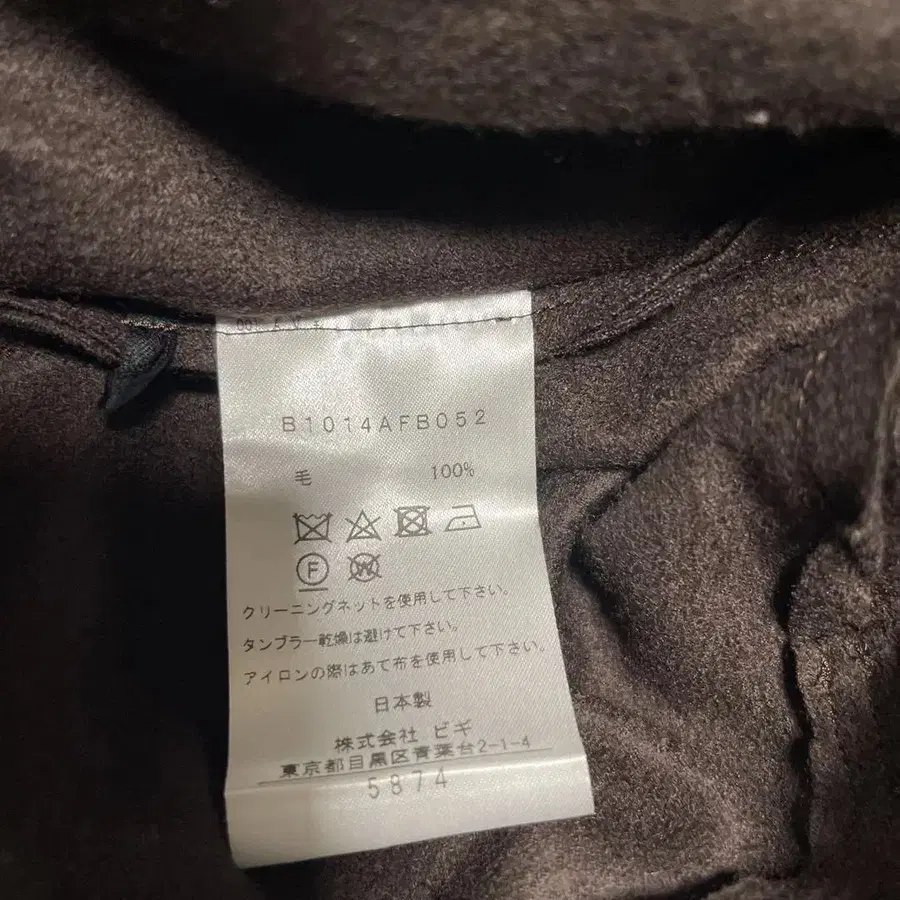 B1014AFB052
毛 100%
F W
クリーニングネットを使用して下さい。
タンブラー乾燥は避けて下さい。
アイロンの際はあて布を使用して下さい。
日本製
株式会社 ビギ
東京都目黒区青葉台2-1-4
5874